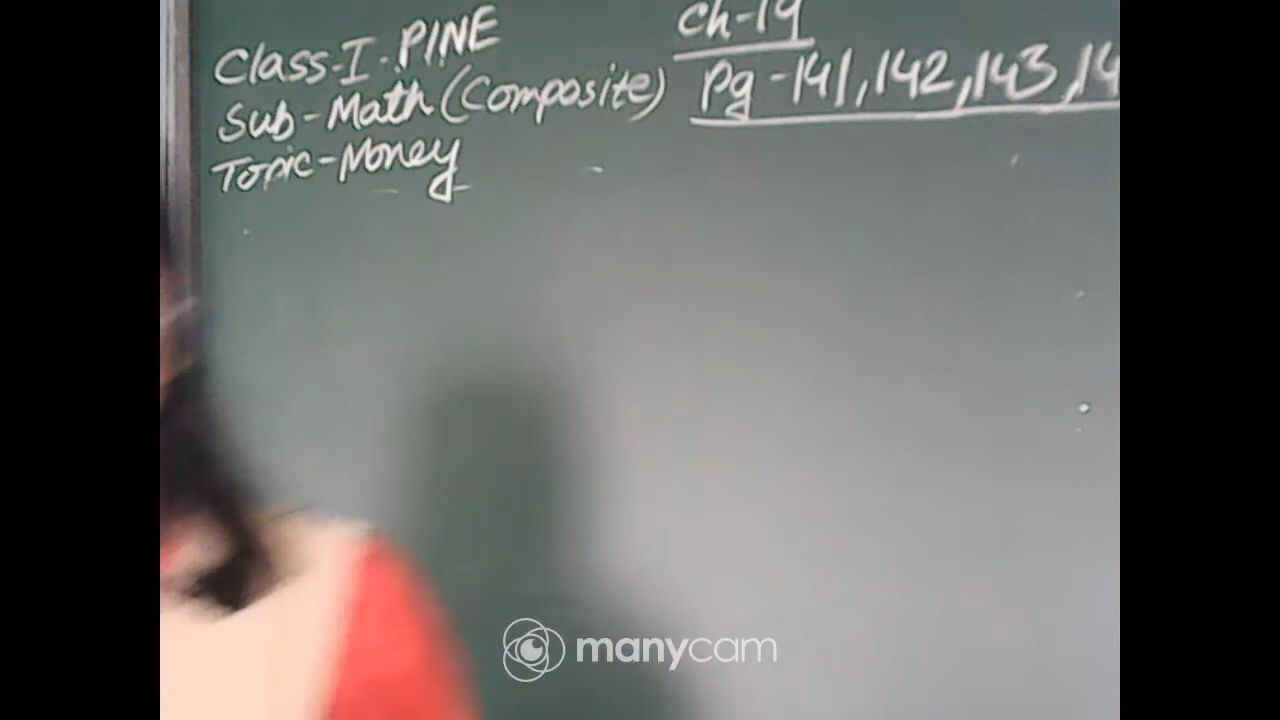 Class-I-PINE
Sub-Math (Composite)
Topic-Money
Ch-19
Pg-141,142,143,14
manycam